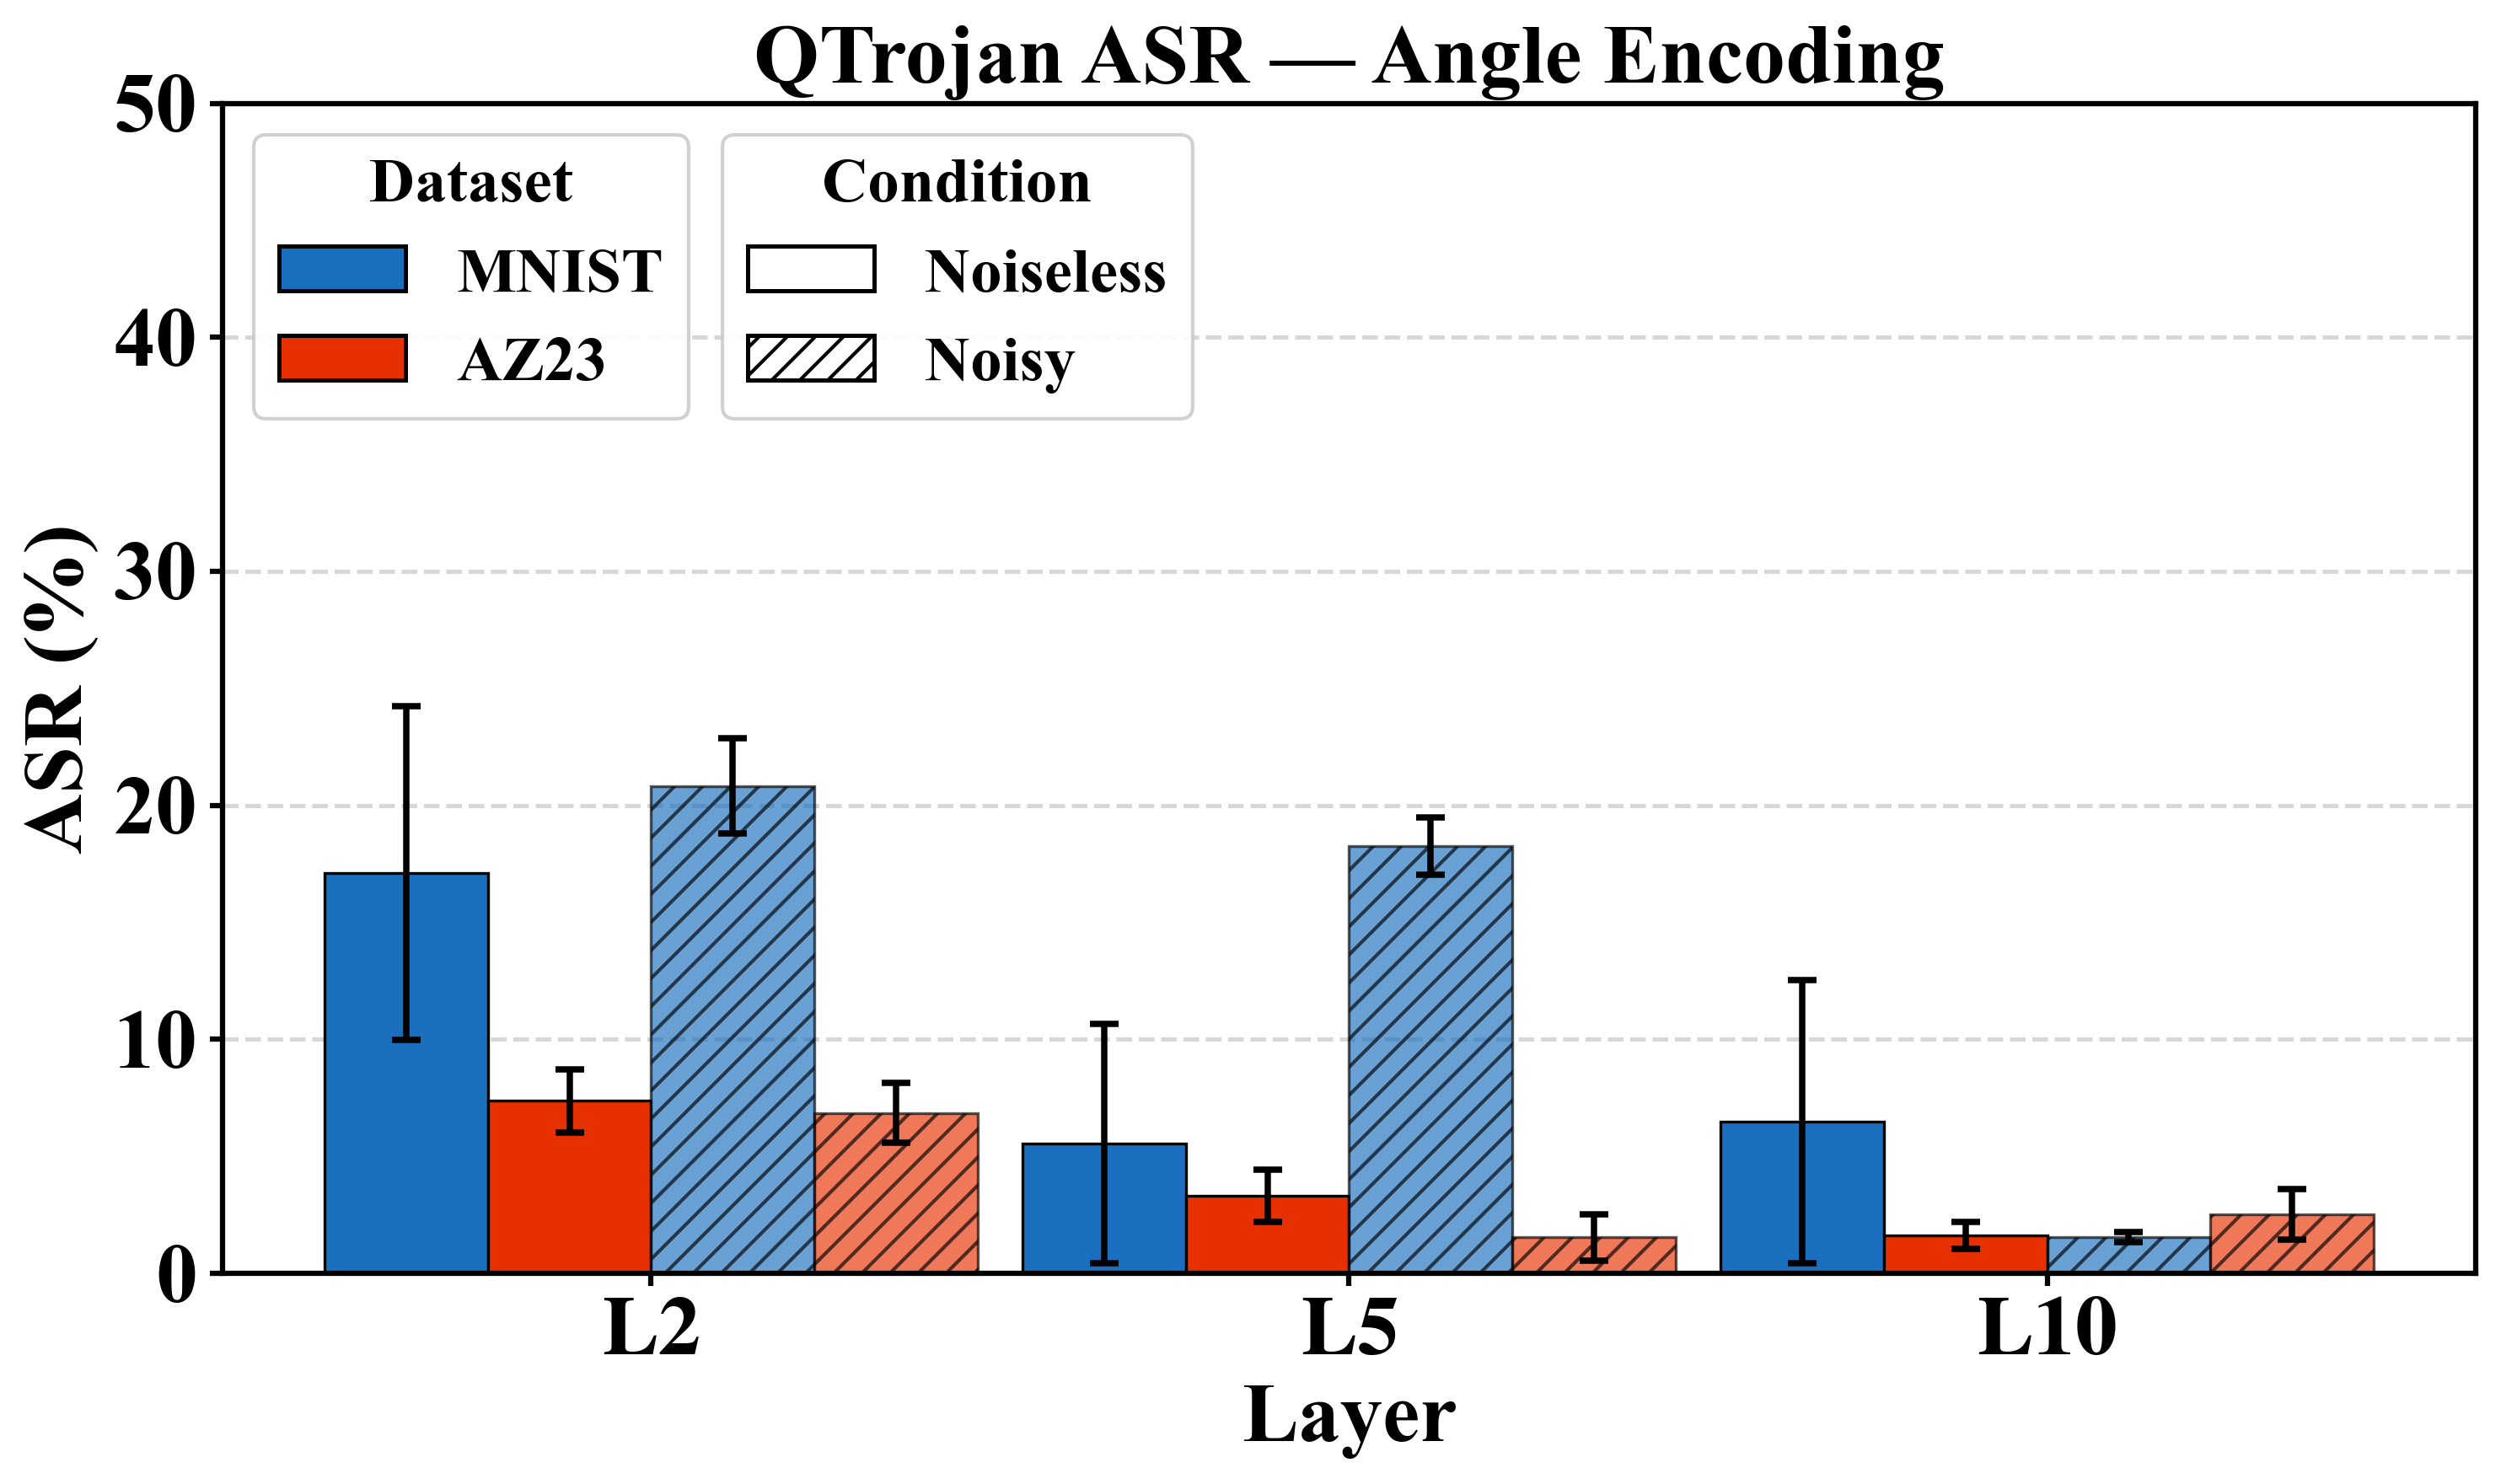 QTrojan ASR — Angle Encoding
50
40
30
20
10
0
ASR (%)
Dataset
MNIST
AZ23
Condition
Noiseless
Noisy
L2
L5
L10
Layer